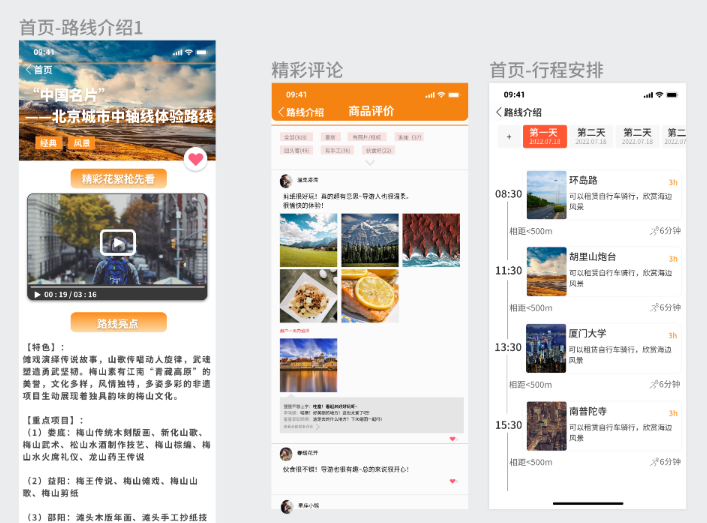 首页-路线介绍1
09:41
首页
“中国名片”
——北京城市中轴线体验路线
经典
风景
精彩花絮抢先看
00:19/03:16
路线亮点
【特色】：
傩戏演绎传说故事，山歌传唱动人旋律，武魂
塑造勇武坚韧。梅山素有江南“青藏高原”的
美誉，文化多样，风情独特，多姿多彩的非遗
项目生动展现着独具韵味的梅山文化。
【重点项目】：
（1）娄底：梅山传统木刻版画、新化山歌、
梅山武术、松山水酒制作技艺、梅山棕编、梅
山水火席礼仪、龙山药王传说
（2）益阳：梅王传说、梅山傩戏、梅山山
歌、梅山剪纸
（3）邵阳：滩头木版年画、滩头手工抄纸技
精彩评论
09:41
路线介绍
商品评价
伙食很不错！导游也很有趣~总的来说很开心！
首页-行程安排
09:41
路线介绍
+
第一天
2022.07.18
第二天
2022.07.18
第二天
2023.07.18
第二
2022
08:30
环岛路
3h
可以租赁自行车骑行，欣赏海边
风景
相距<500m
6分钟
11:30
胡里山炮台
3h
可以租赁自行车骑行，欣赏海边
风景
相距<500m
6分钟
13:30
厦门大学
3h
可以租赁自行车骑行，欣赏海边
风景
相距<500m
6分钟
15:30
南普陀寺
3h
可以租赁自行车骑行，欣赏海边
风景
相距<500m
6分钟